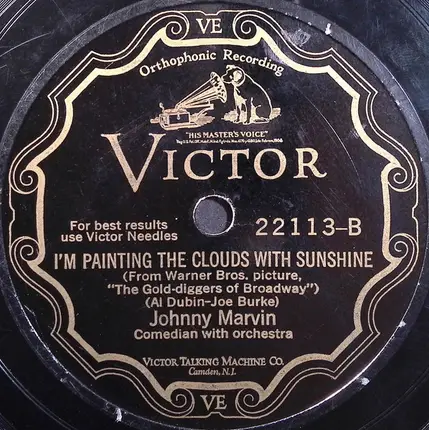 VE
Orthophonic Recording
"HIS MASTER'S VOICE"
VICTOR
For best results
use Victor Needles
22113-B
I'M PAINTING THE CLOUDS WITH SUNSHINE
(From Warner Bros. picture,
"The Gold-diggers of Broadway")
(Al Dubin-Joe Burke)
Johnny Marvin
Comedian with orchestra
VICTOR TALKING MACHINE CO.
Camden, N.J.
VE